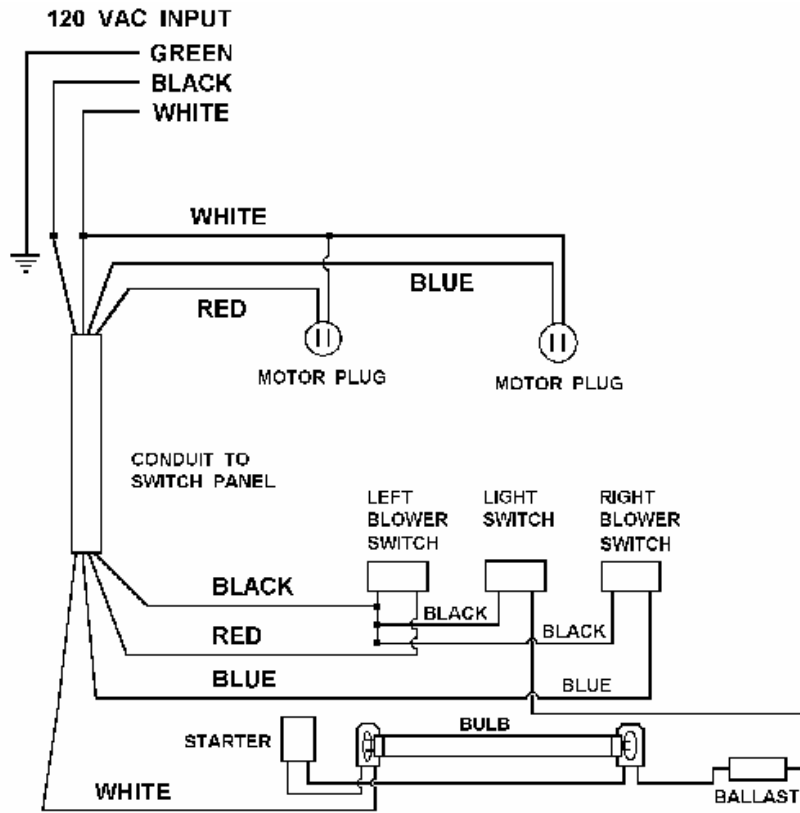 120 VAC INPUT
GREEN
BLACK
WHITE
WHITE
BLUE
RED
MOTOR PLUG
MOTOR PLUG
CONDUIT TO
SWITCH PANEL
LEFT
BLOWER
SWITCH
LIGHT
SWITCH
RIGHT
BLOWER
SWITCH
BLACK
BLACK
RED
BLACK
BLUE
BLUE
STARTER
BULB
WHITE
BALLAST